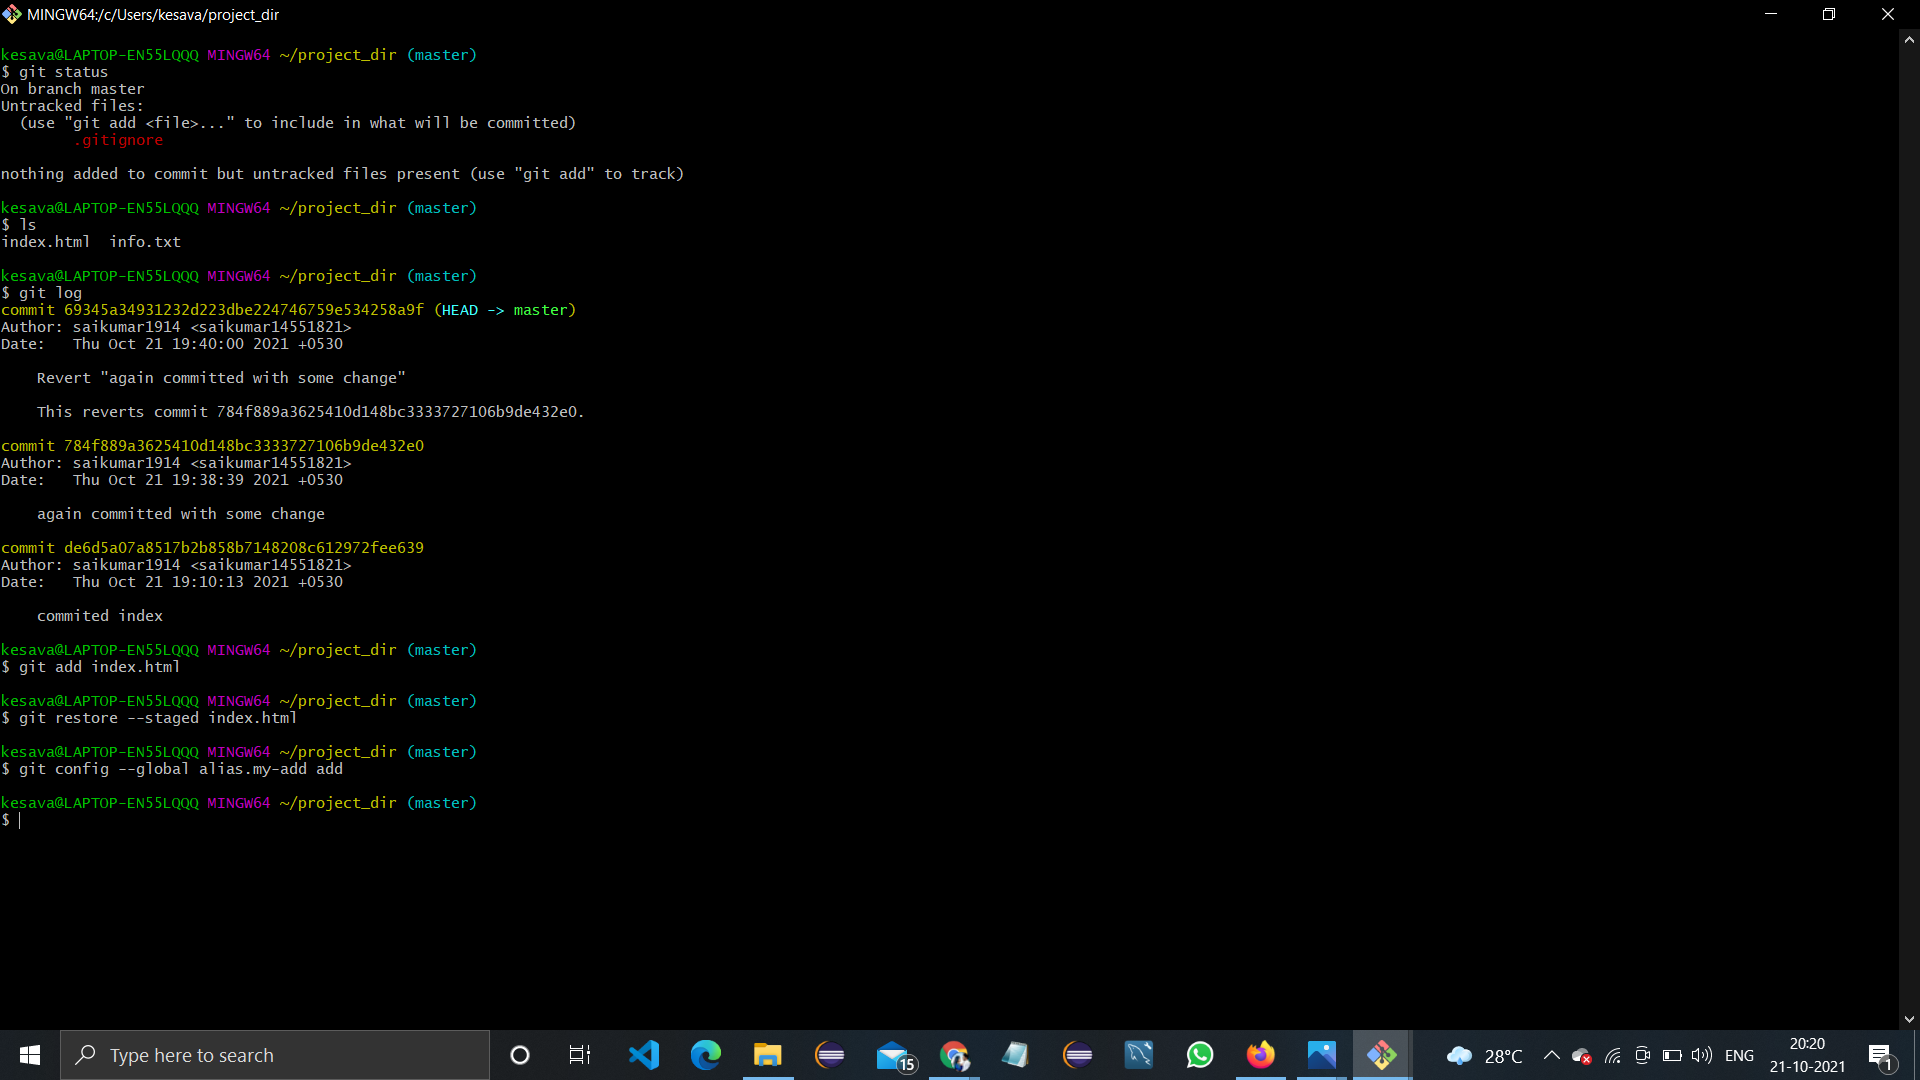 MINGW64:/c/Users/kesava/project_dir
kesava@LAPTOP-EN55LQQQ MINGW64 ~/project_dir (master)
$ git status
On branch master
Untracked files:
  (use "git add <file>..." to include in what will be committed)
        .gitignore
nothing added to commit but untracked files present (use "git add" to track)
kesava@LAPTOP-EN55LQQQ MINGW64 ~/project_dir (master)
$ ls
index.html  info.txt
kesava@LAPTOP-EN55LQQQ MINGW64 ~/project_dir (master)
$ git log
commit 69345a34931232d223dbe224746759e534258a9f (HEAD -> master)
Author: saikumar1914 <saikumar14551821>
Date:   Thu Oct 21 19:40:00 2021 +0530
    Revert "again committed with some change"
    This reverts commit 784f889a3625410d148bc3333727106b9de432e0.
commit 784f889a3625410d148bc3333727106b9de432e0
Author: saikumar1914 <saikumar14551821>
Date:   Thu Oct 21 19:38:39 2021 +0530
    again committed with some change
commit de6d5a07a8517b2b858b7148208c612972fee639
Author: saikumar1914 <saikumar14551821>
Date:   Thu Oct 21 19:10:13 2021 +0530
    commited index
kesava@LAPTOP-EN55LQQQ MINGW64 ~/project_dir (master)
$ git add index.html
kesava@LAPTOP-EN55LQQQ MINGW64 ~/project_dir (master)
$ git restore --staged index.html
kesava@LAPTOP-EN55LQQQ MINGW64 ~/project_dir (master)
$ git config --global alias.my-add add
kesava@LAPTOP-EN55LQQQ MINGW64 ~/project_dir (master)
$
Type here to search
15
28°C
ENG
20:20
21-10-2021
1